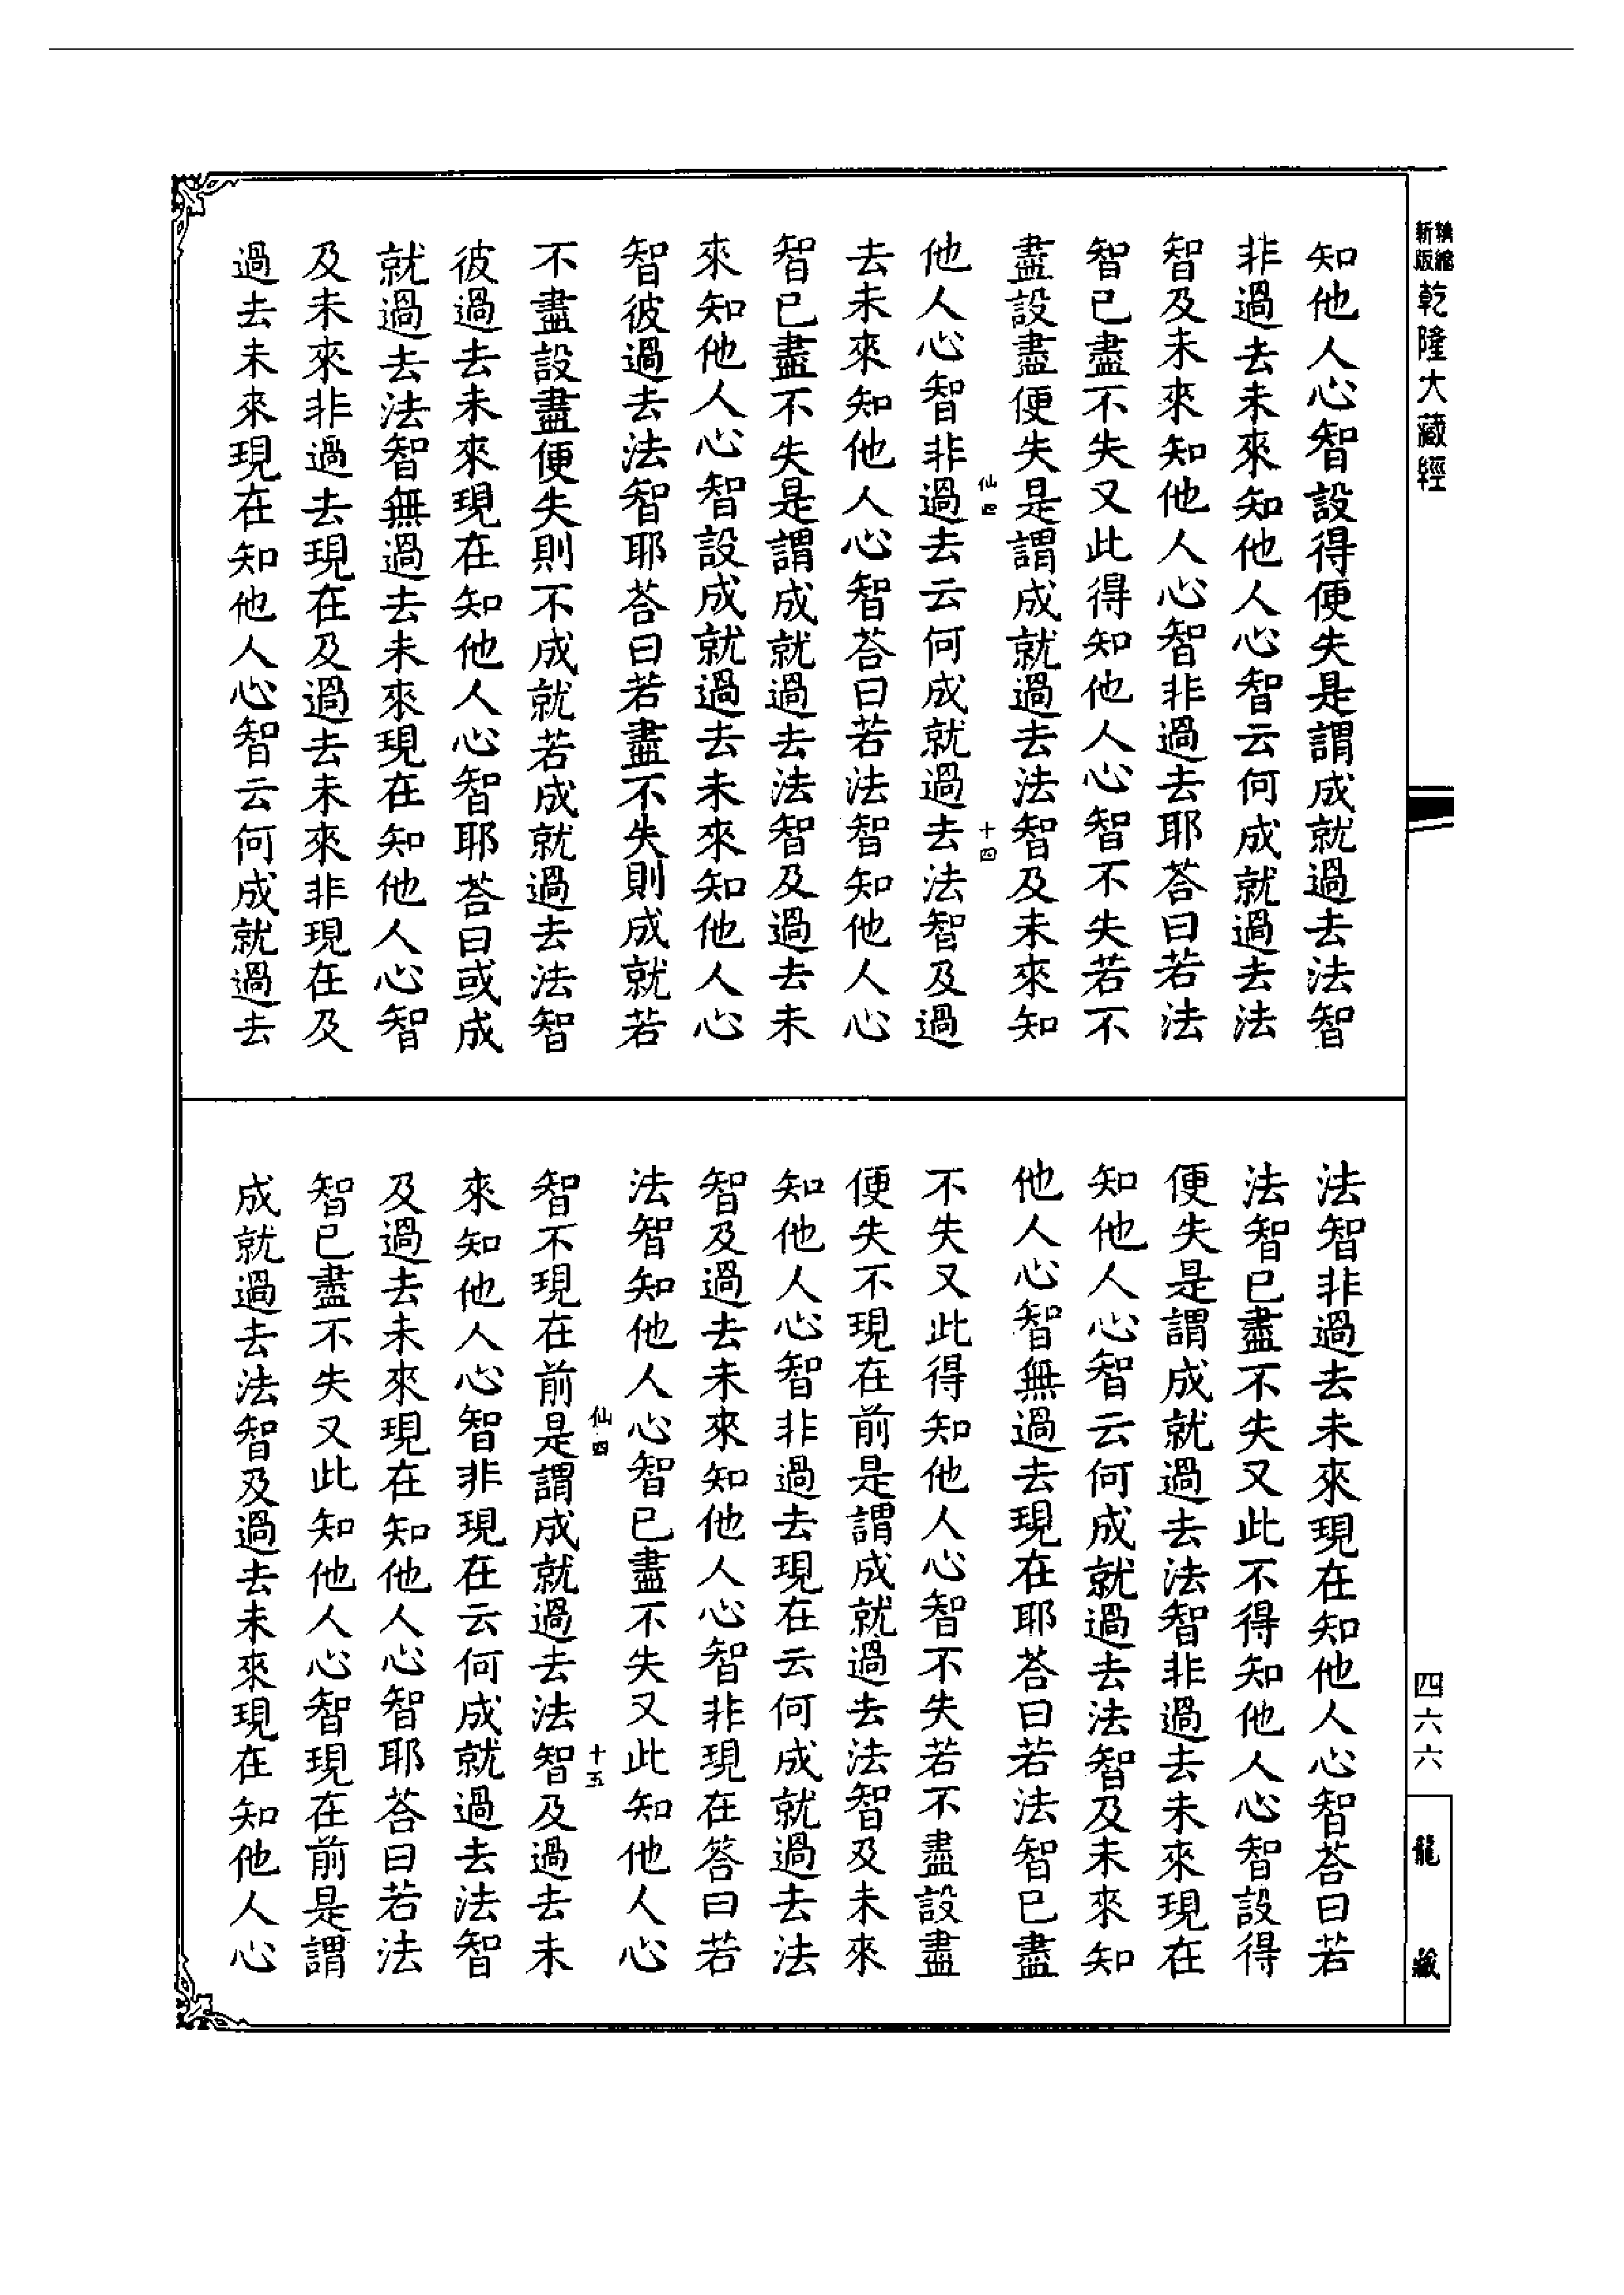 精縮新版乾隆大藏經
知他人心智設得便失是謂成就過去法智
非過去未來知他人心智云何成就過去法
智及未來知他人心智非過去耶荅曰若法
智已盡不失又此得知他人心智不失若不
盡設盡便失是謂成就過去法智及未來知
仙四
十四
他人心智非過去云何成就過去法智及過
去未來知他人心智荅曰若法智知他人心
智已盡不失是謂成就過去法智及過去未
來知他人心智設成就過去未來知他人心
智彼過去法智耶荅曰若盡不失則成就若
不盡設盡便失則不成就若成就過去法智
彼過去未來現在知他人心智耶荅曰或成
就過去法智無過去未來現在知他人心智
及未來非過去現在及過去未來非現在及
過去未來現在知他人心智云何成就過去
法智非過去未來現在知他人心智荅曰若
法智已盡不失又此不得知他人心智設得
便失是謂成就過去法智非過去未來現在
知他人心智云何成就過去法智及未來知
他人心智無過去現在耶荅曰若法智已盡
不失又此得知他人心智不失若不盡設盡
便失不現在前是謂成就過去法智及未來
知他人心智非過去現在云何成就過去法
智及過去未來知他人心智非現在答曰若
法智知他人心智已盡不失又此知他人心
仙四
十五
智不現在前是謂成就過去法智及過去未
來知他人心智非現在云何成就過去法智
及過去未來現在知他人心智耶荅曰若法
智已盡不失又此知他人心智現在前是謂
成就過去法智及過去未來現在知他人心
四六六
龍藏